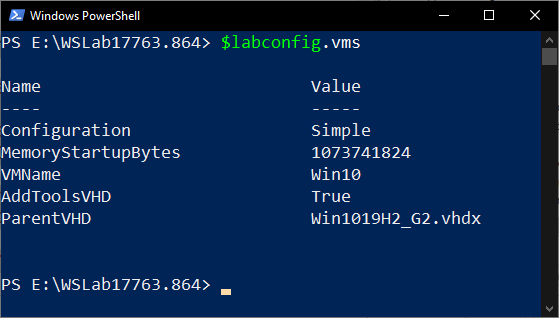 Windows PowerShell
PS E:\WSLab17763.864> $labconfig.vms
Name Value
---- -----
Configuration Simple
MemoryStartupBytes 1073741824
VMName Win10
AddToolsVHD True
ParentVHD Win1019H2_G2.vhdx
PS E:\WSLab17763.864>